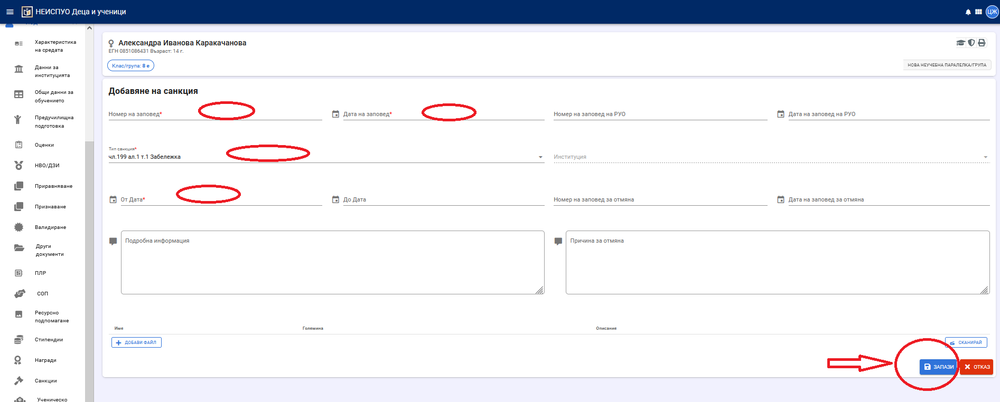 НЕИСПУО Деца и ученици
ЦЖ
Характеристика
на средата
Данни за
институцията
Общи данни за
обучението
Предучилищна
подготовка
Оценки
НВО/ДЗИ
Приравняване
Признаване
Валидиране
Други
документи
ПЛР
СОП
Ресурсно
подпомагане
Стипендии
Награди
Санкции
Ученическо
Александра Иванова Каракачанова
ЕГН 0851086431 Възраст: 14 г.
Клас/група: 8 е
НОВА НЕУЧЕБНА ПАРАЛЕЛКА/ГРУПА
Добавяне на санкция
Номер на заповед*
Дата на заповед*
Номер на заповед на РУО
Дата на заповед на РУО
Тип санкция*
чл.199 ал.1 т.1 Забележка
Институция
От Дата*
До Дата
Номер на заповед за отмяна
Дата на заповед за отмяна
Подробна информация
Причина за отмяна
Име
Големина
Описание
ДОБАВИ ФАЙЛ
СКАНИРАЙ
ЗАПАЗИ
ОТКАЗ